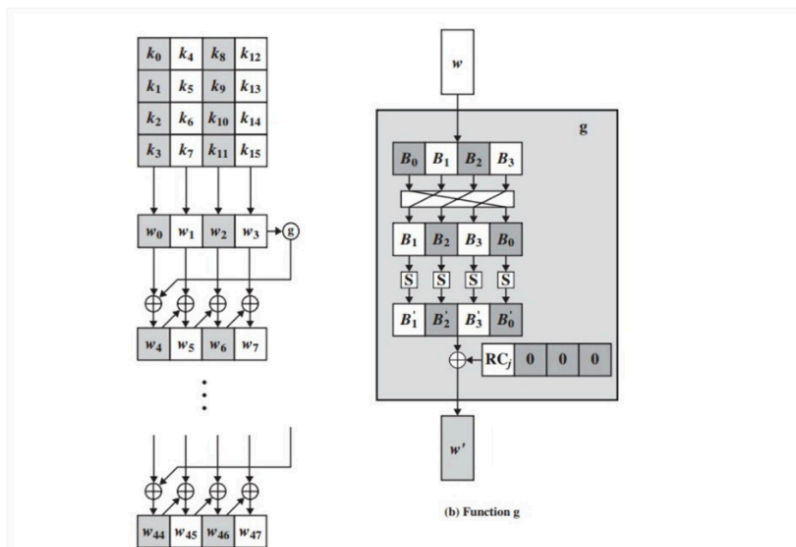 k0 k4 k8 k12
k1 k5 k9 k13
k2 k6 k10 k14
k3 k7 k11 k15
w0 w1 w2 w3 g
w4 w5 w6 w7
w44 w45 w46 w47
w
g
B0 B1 B2 B3
B1 B2 B3 B0
S S S S
B'1 B'2 B'3 B'0
RCj 0 0 0
w'
(b) Function g